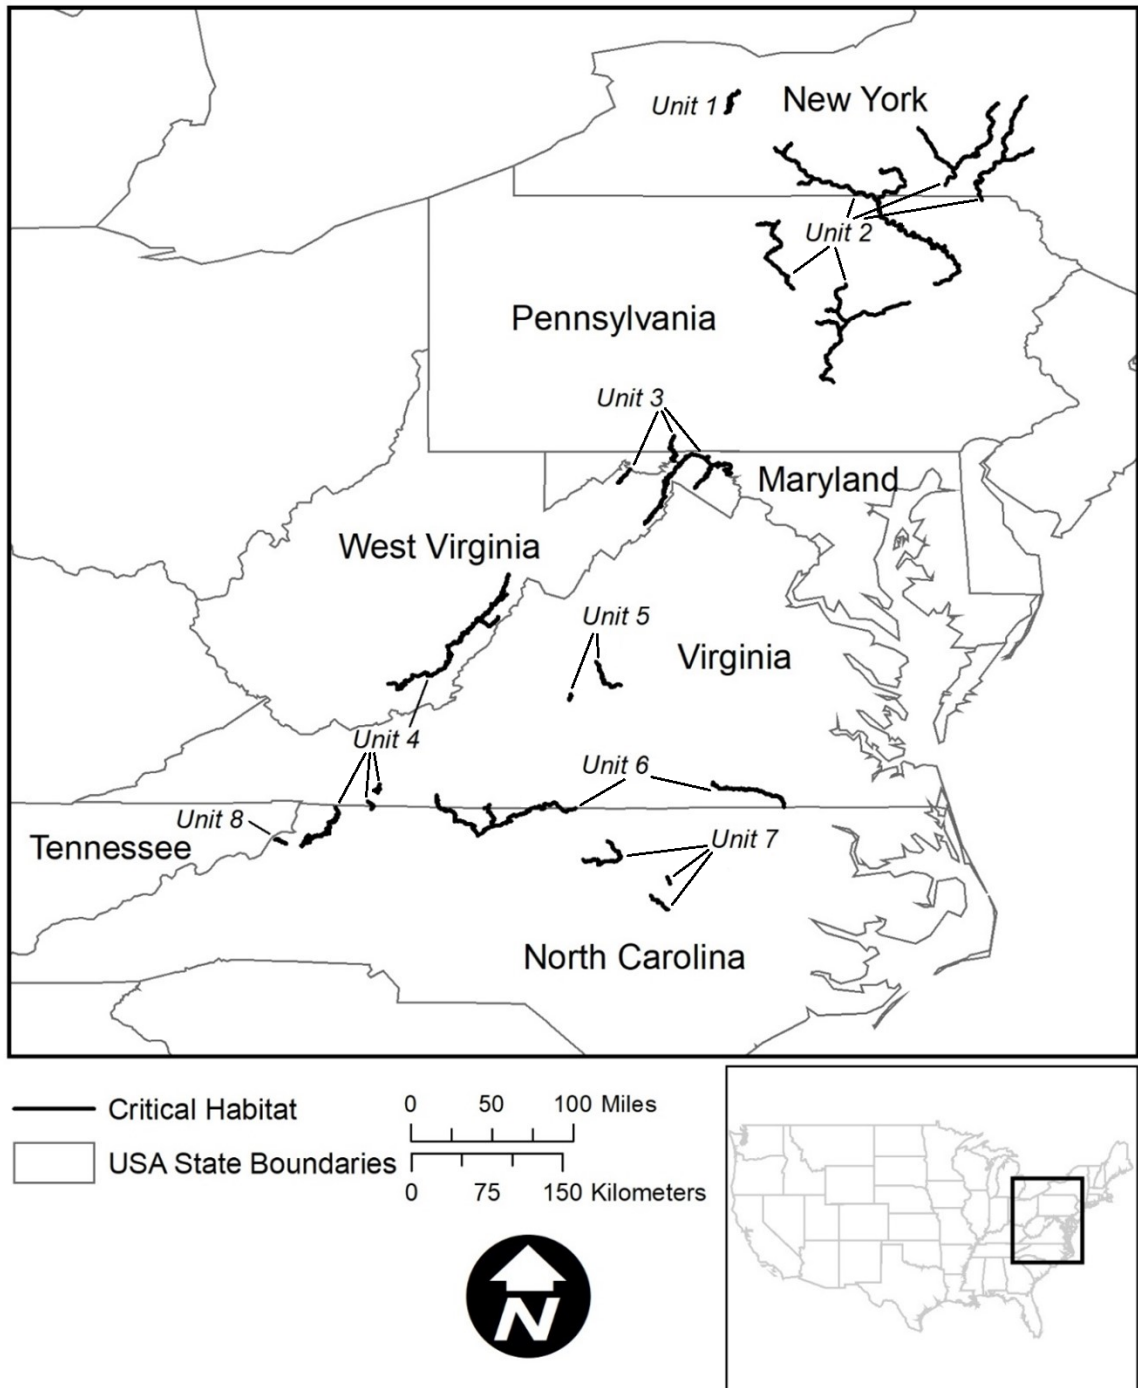 Unit 1
New York
Unit 2
Pennsylvania
Unit 3
Maryland
West Virginia
Unit 5
Virginia
Unit 4
Unit 6
Unit 8
Tennessee
Unit 7
North Carolina
Critical Habitat
USA State Boundaries
0 50 100 Miles
0 75 150 Kilometers
N